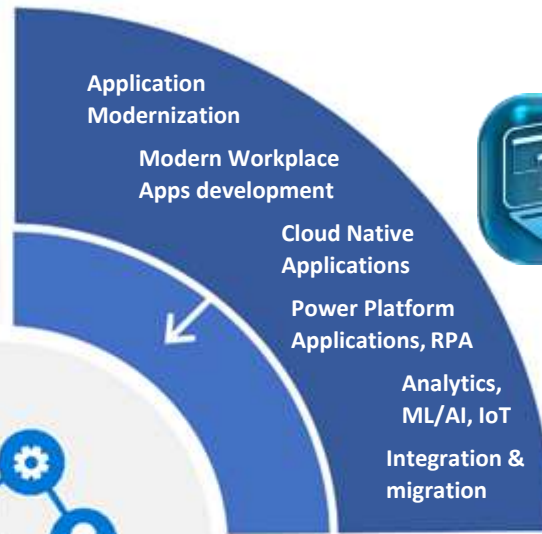 Application
Modernization
Modern Workplace
Apps development
Cloud Native
Applications
Power Platform
Applications, RPA
Analytics,
ML/AI, IoT
Integration &
migration